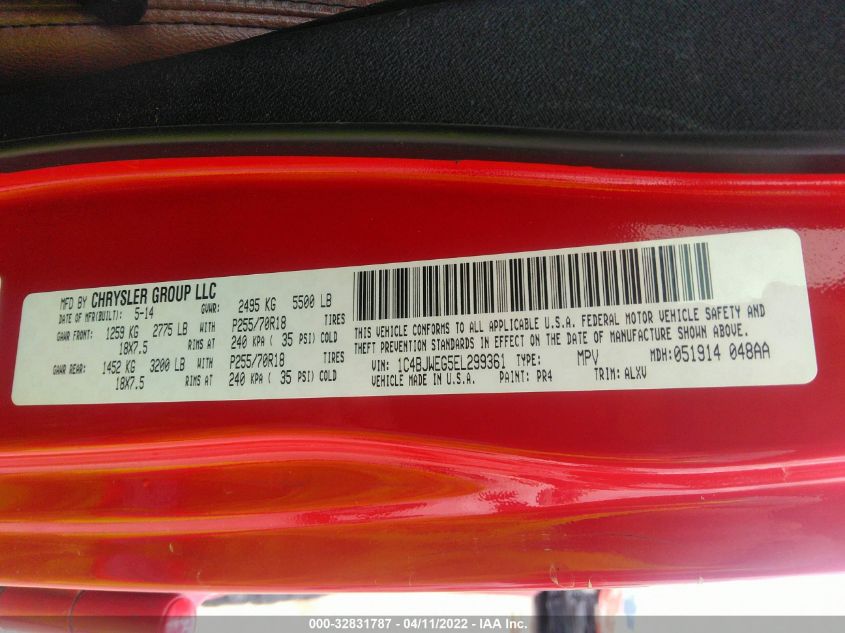 MFD BY CHRYSLER GROUP LLC
DATE OF MFR(BUILT): 5-14 GVWR: 2495 KG 5500 LB
GAWR FRONT: 1259 KG 2775 LB WITH P255/70R18 TIRES
18X7.5 RIMS AT 240 KPA ( 35 PSI) COLD
GAWR REAR: 1452 KG 3200 LB WITH P255/70R18 TIRES
18X7.5 RIMS AT 240 KPA ( 35 PSI) COLD
THIS VEHICLE CONFORMS TO ALL APPLICABLE U.S.A. FEDERAL MOTOR VEHICLE SAFETY AND
THEFT PREVENTION STANDARDS IN EFFECT ON THE DATE OF MANUFACTURE SHOWN ABOVE.
VIN: 1C4BJWEG5EL299361 TYPE: MPV MDH:051914 048AA
VEHICLE MADE IN U.S.A. PAINT: PR4 TRIM: ALXV
000-32831787 - 04/11/2022 - IAA Inc.